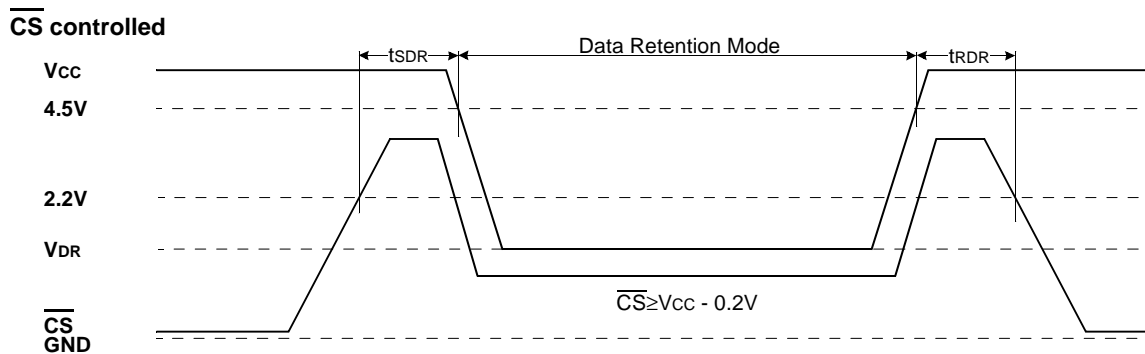 CS controlled
tSDR
Data Retention Mode
tRDR
VCC
4.5V
2.2V
VDR
CS≥VCC - 0.2V
CS
GND